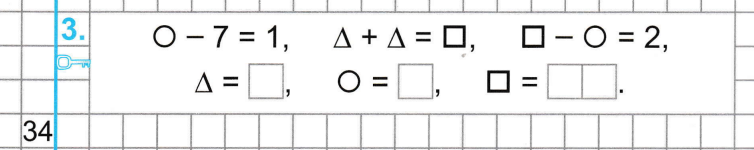 3. ○ – 7 = 1, Δ + Δ = □, □ – ○ = 2,
Δ = □, ○ = □, □ = □□.
34